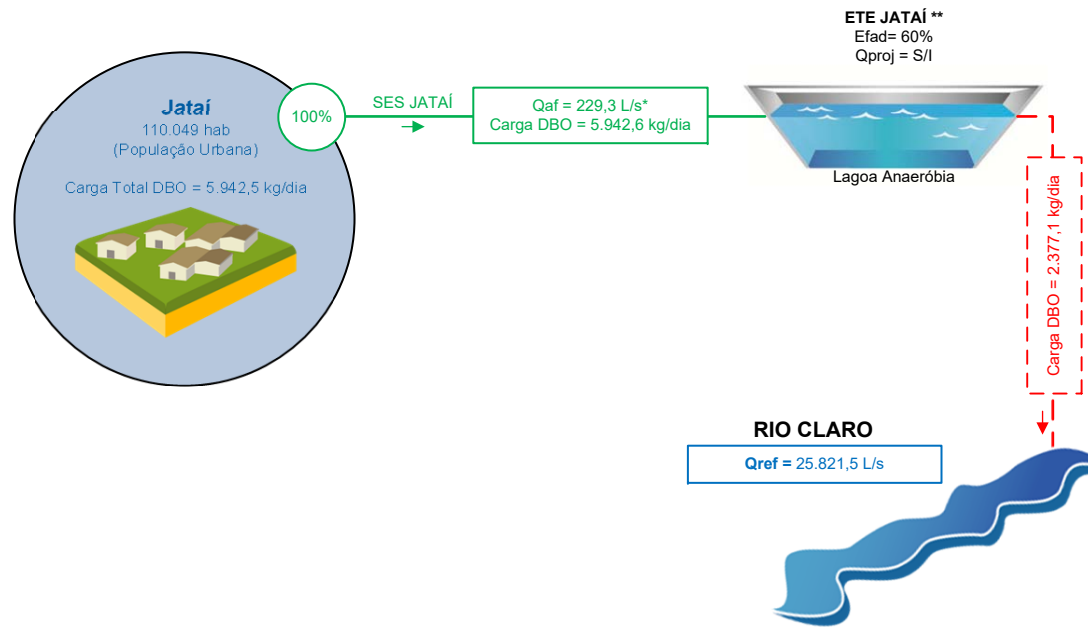 ETE JATAÍ **
Efad= 60%
Qproj = S/I
Jataí
110.049 hab
(População Urbana)
Carga Total DBO = 5.942,5 kg/dia
100%
SES JATAÍ
Qaf = 229,3 L/s*
Carga DBO = 5.942,6 kg/dia
Lagoa Anaeróbia
Carga DBO = 2.377,1 kg/dia
RIO CLARO
Qref = 25.821,5 L/s